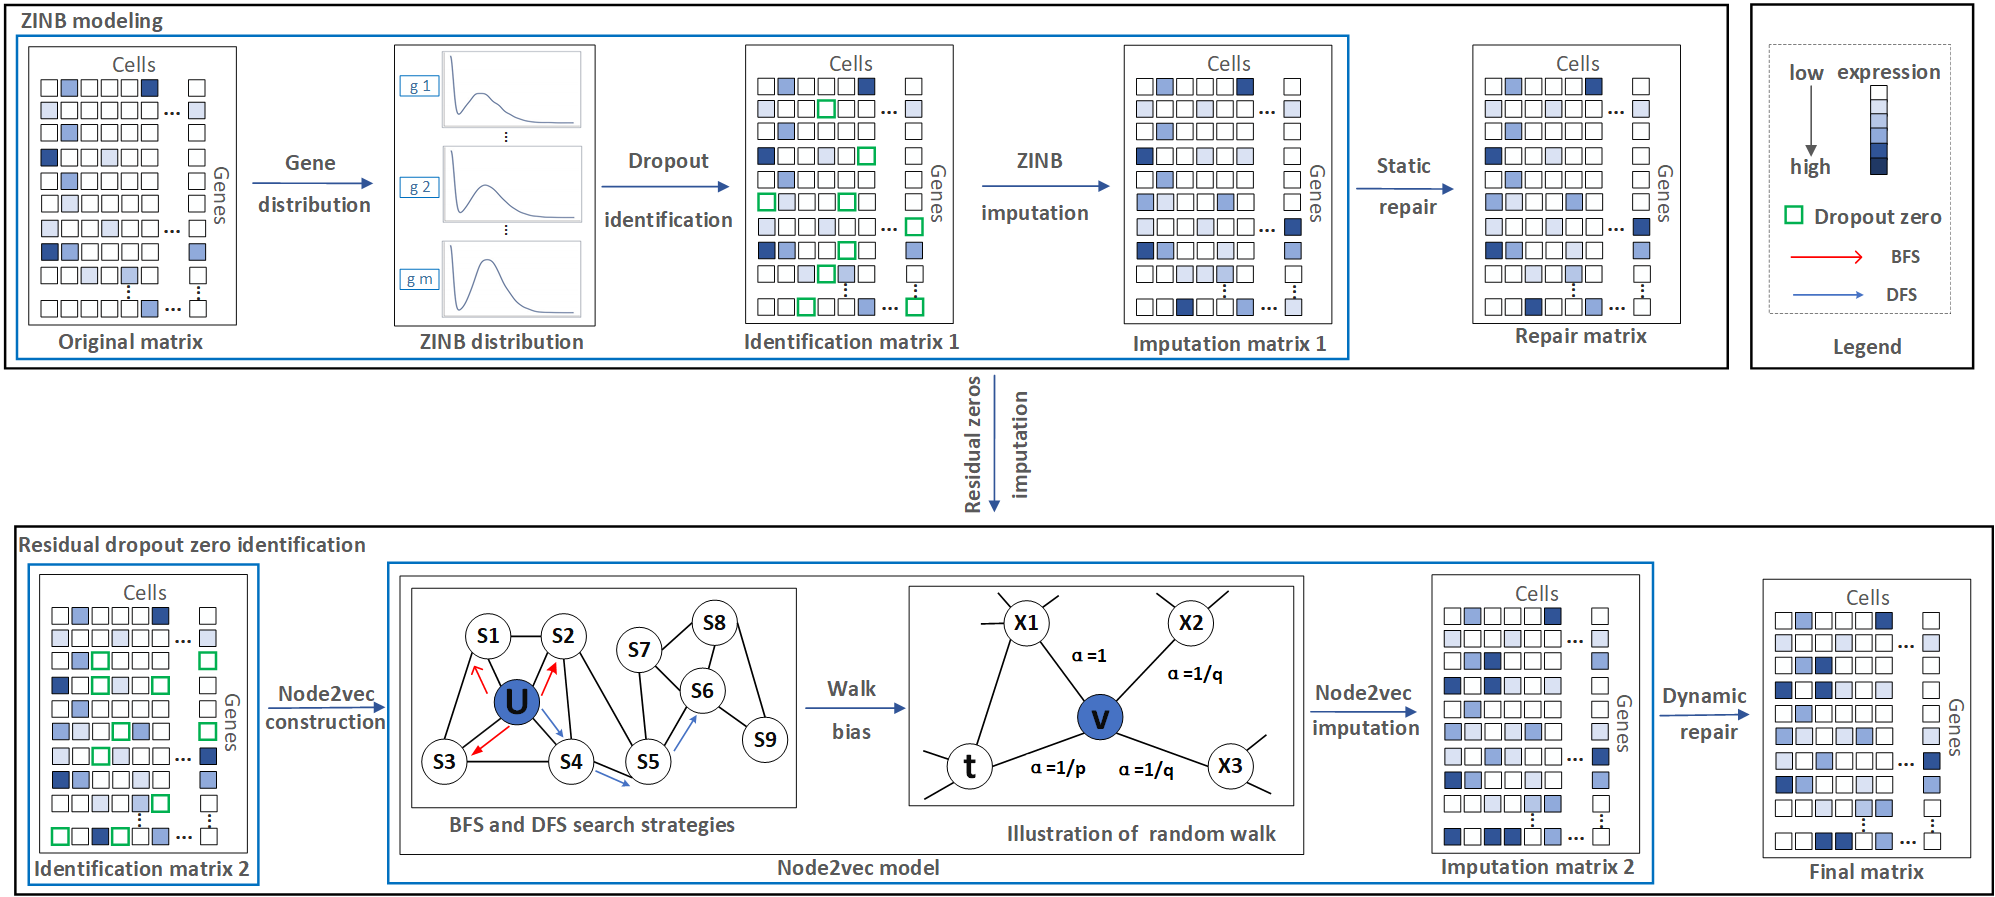 ZINB modeling
Cells
Genes
Original matrix
Gene
distribution
g 1
g 2
g m
ZINB distribution
Dropout
identification
Cells
Genes
Identification matrix 1
ZINB
imputation
Cells
Genes
Imputation matrix 1
Static
repair
Cells
Genes
Repair matrix
low expression
high
Dropout zero
BFS
DFS
Legend
Residual zeros
imputation
Residual dropout zero identification
Cells
Genes
Identification matrix 2
Node2vec
construction
S1
S2
S3
S4
S5
S6
S7
S8
S9
U
BFS and DFS search strategies
Walk
bias
X1
X2
X3
t
v
α=1
α=1/q
α=1/p
α=1/q
Illustration of random walk
Node2vec model
Node2vec
imputation
Cells
Genes
Imputation matrix 2
Dynamic
repair
Cells
Genes
Final matrix